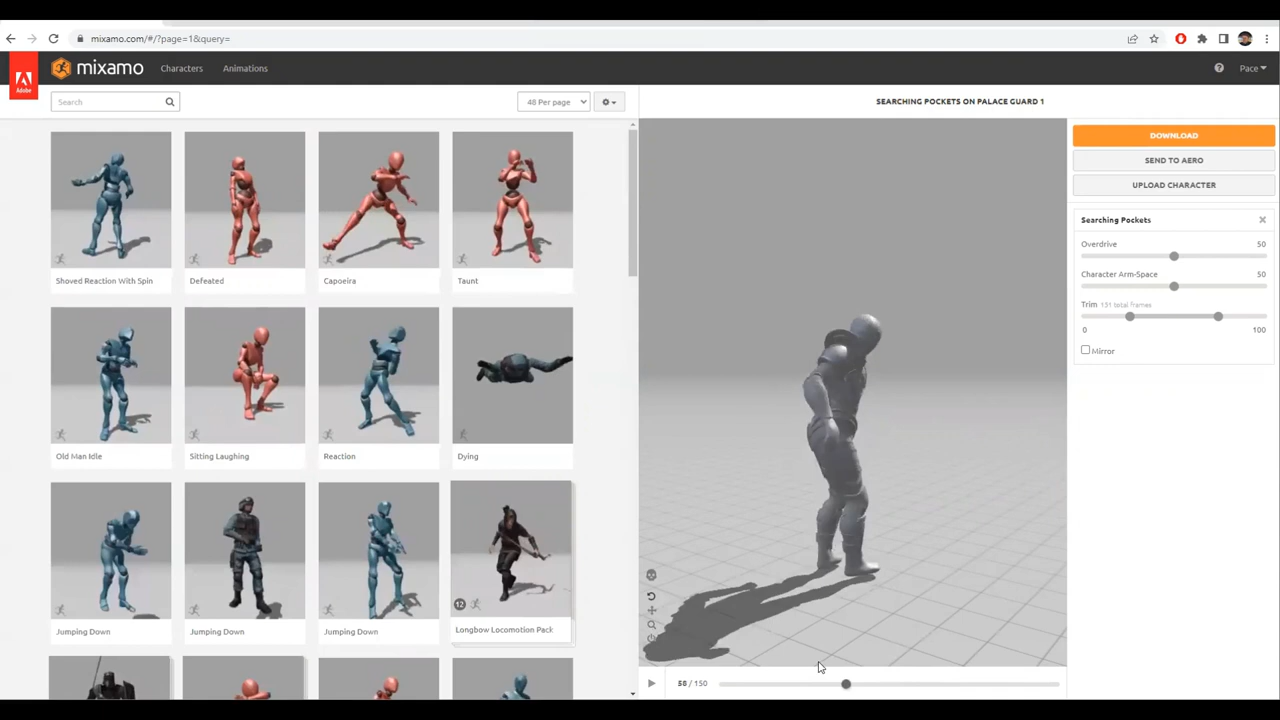 mixamo.com/#/?page=1&query=
Adobe
mixamo
Characters
Animations
Pace
Search
48 Per page
SEARCHING POCKETS ON PALACE GUARD 1
DOWNLOAD
SEND TO AERO
UPLOAD CHARACTER
Searching Pockets
Overdrive 50
Character Arm-Space 50
Trim 131 total frames
0 100
Mirror
Shoved Reaction With Spin
Defeated
Capoeira
Taunt
Old Man Idle
Sitting Laughing
Reaction
Dying
12
Jumping Down
Jumping Down
Jumping Down
Longbow Locomotion Pack
58 / 150